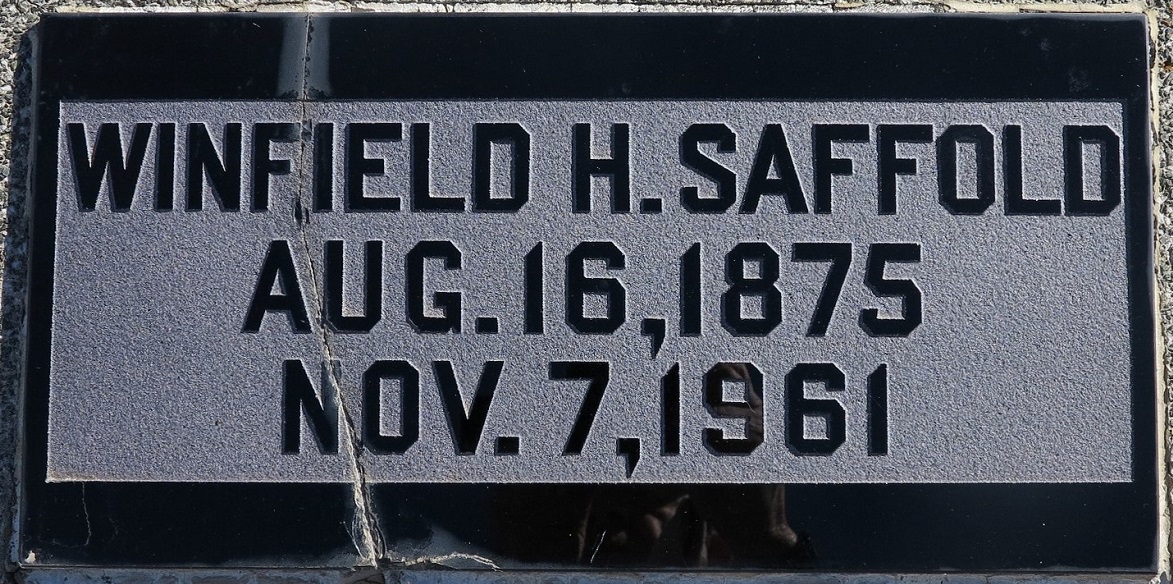 WINFIELD H. SAFFOLD
AUG. 16, 1875
NOV. 7, 1961